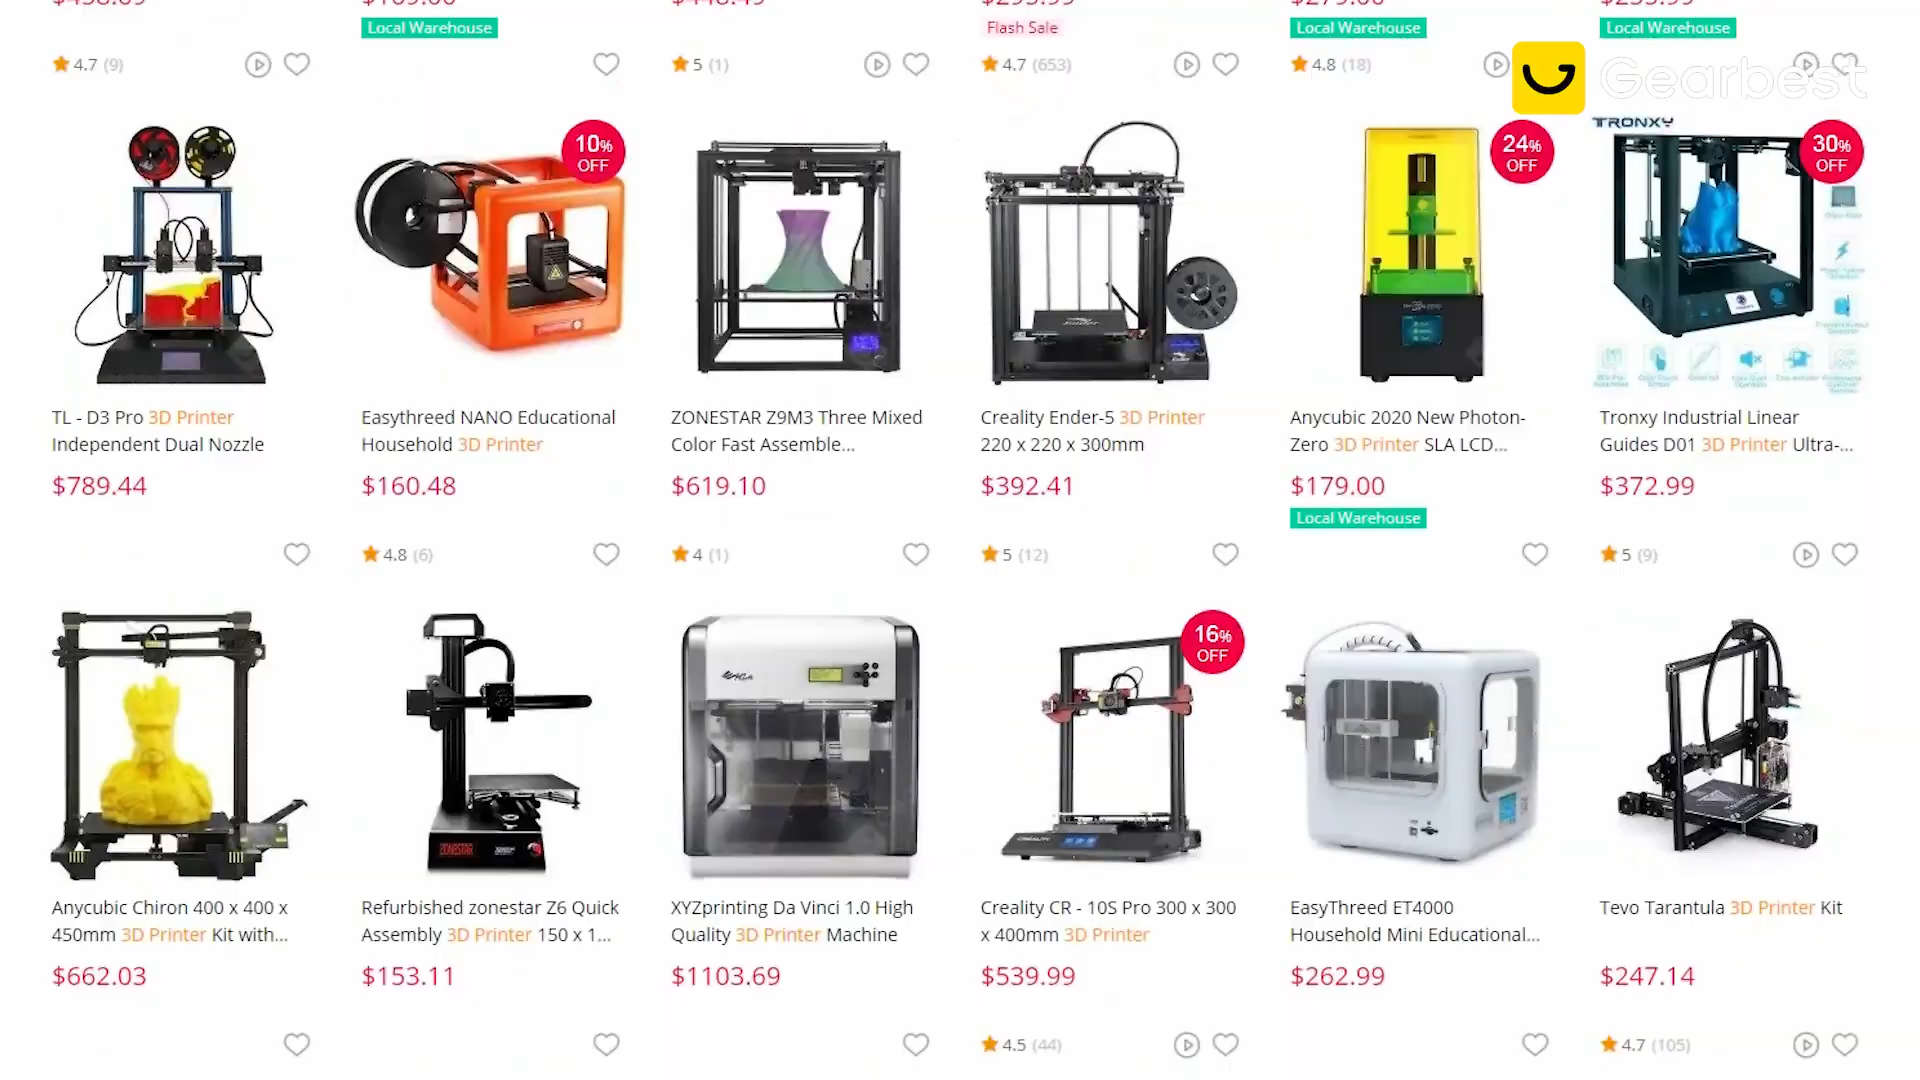 Local Warehouse
Flash Sale
Local Warehouse
Local Warehouse
4.7 (9)
5 (1)
4.7 (653)
4.8 (18)
Gearbest
10% OFF
24% OFF
TRONXY
30% OFF
TL - D3 Pro 3D Printer
Independent Dual Nozzle
$789.44
Easythreed NANO Educational
Household 3D Printer
$160.48
4.8 (6)
ZONESTAR Z9M3 Three Mixed
Color Fast Assemble...
$619.10
4 (1)
Creality Ender-5 3D Printer
220 x 220 x 300mm
$392.41
5 (12)
Anycubic 2020 New Photon-
Zero 3D Printer SLA LCD...
$179.00
Local Warehouse
Tronxy Industrial Linear
Guides D01 3D Printer Ultra-...
$372.99
5 (9)
ZONESTAR
16% OFF
CREALITY
Anycubic Chiron 400 x 400 x
450mm 3D Printer Kit with...
$662.03
Refurbished zonestar Z6 Quick
Assembly 3D Printer 150 x 1...
$153.11
XYZprinting Da Vinci 1.0 High
Quality 3D Printer Machine
$1103.69
Creality CR - 10S Pro 300 x 300
x 400mm 3D Printer
$539.99
4.5 (44)
EasyThreed ET4000
Household Mini Educational...
$262.99
Tevo Tarantula 3D Printer Kit
$247.14
4.7 (105)